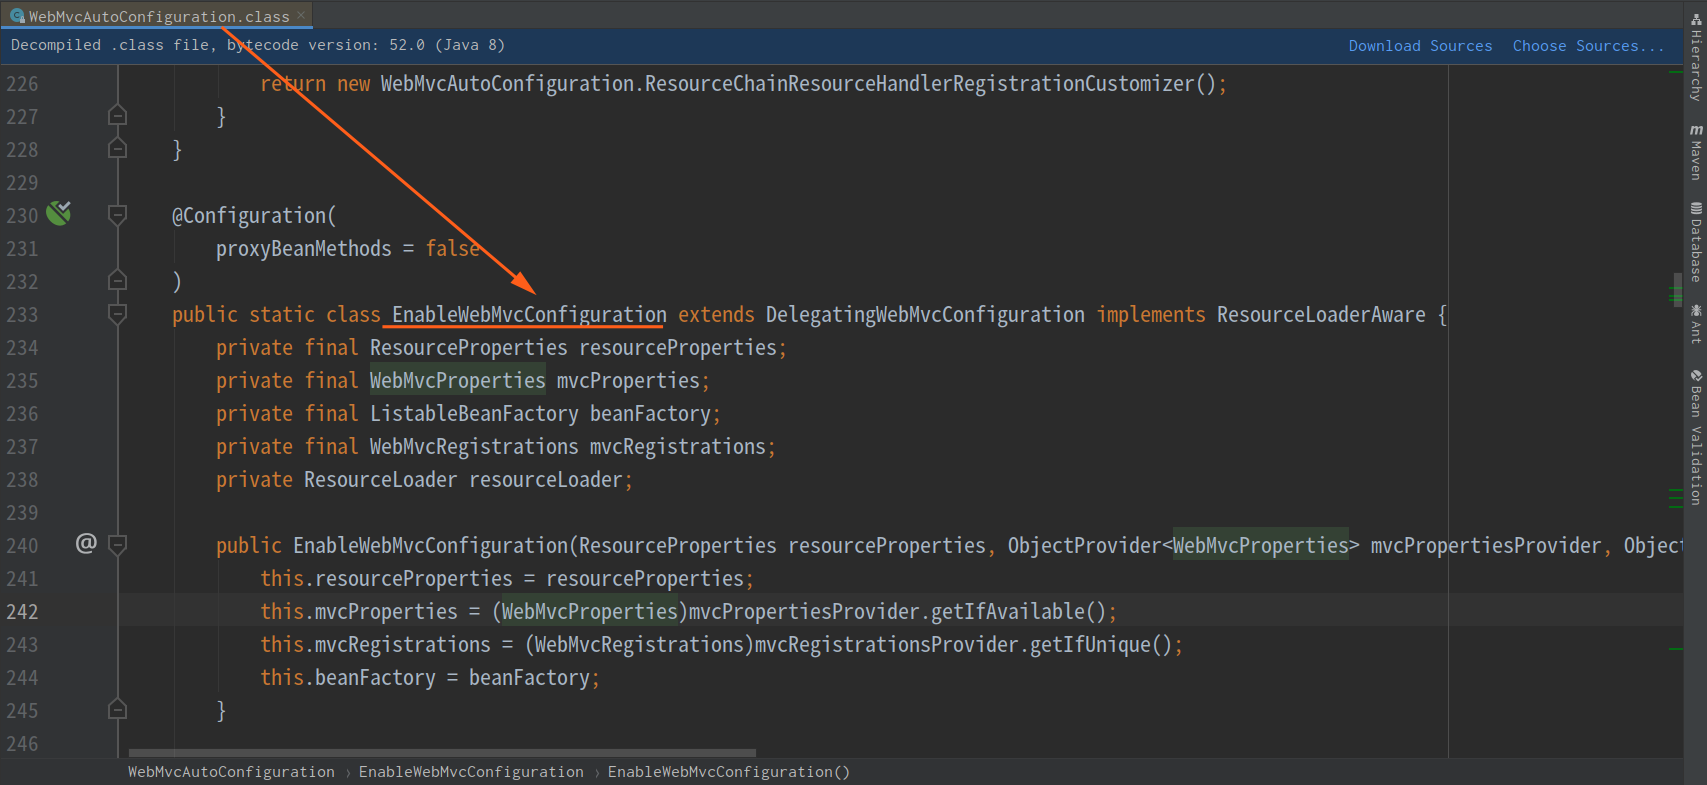 WebMvcAutoConfiguration.class
Decompiled .class file, bytecode version: 52.0 (Java 8)
Download Sources Choose Sources...
226 return new WebMvcAutoConfiguration.ResourceChainResourceHandlerRegistrationCustomizer();
227 }
228 }
229
230 @Configuration(
231 proxyBeanMethods = false
232 )
233 public static class EnableWebMvcConfiguration extends DelegatingWebMvcConfiguration implements ResourceLoaderAware {
234 private final ResourceProperties resourceProperties;
235 private final WebMvcProperties mvcProperties;
236 private final ListableBeanFactory beanFactory;
237 private final WebMvcRegistrations mvcRegistrations;
238 private ResourceLoader resourceLoader;
239
240 @ public EnableWebMvcConfiguration(ResourceProperties resourceProperties, ObjectProvider<WebMvcProperties> mvcPropertiesProvider, Object
241 this.resourceProperties = resourceProperties;
242 this.mvcProperties = (WebMvcProperties)mvcPropertiesProvider.getIfAvailable();
243 this.mvcRegistrations = (WebMvcRegistrations)mvcRegistrationsProvider.getIfUnique();
244 this.beanFactory = beanFactory;
245 }
246
WebMvcAutoConfiguration › EnableWebMvcConfiguration › EnableWebMvcConfiguration()
Hierarchy
m Maven
Database
Ant
Bean Validation